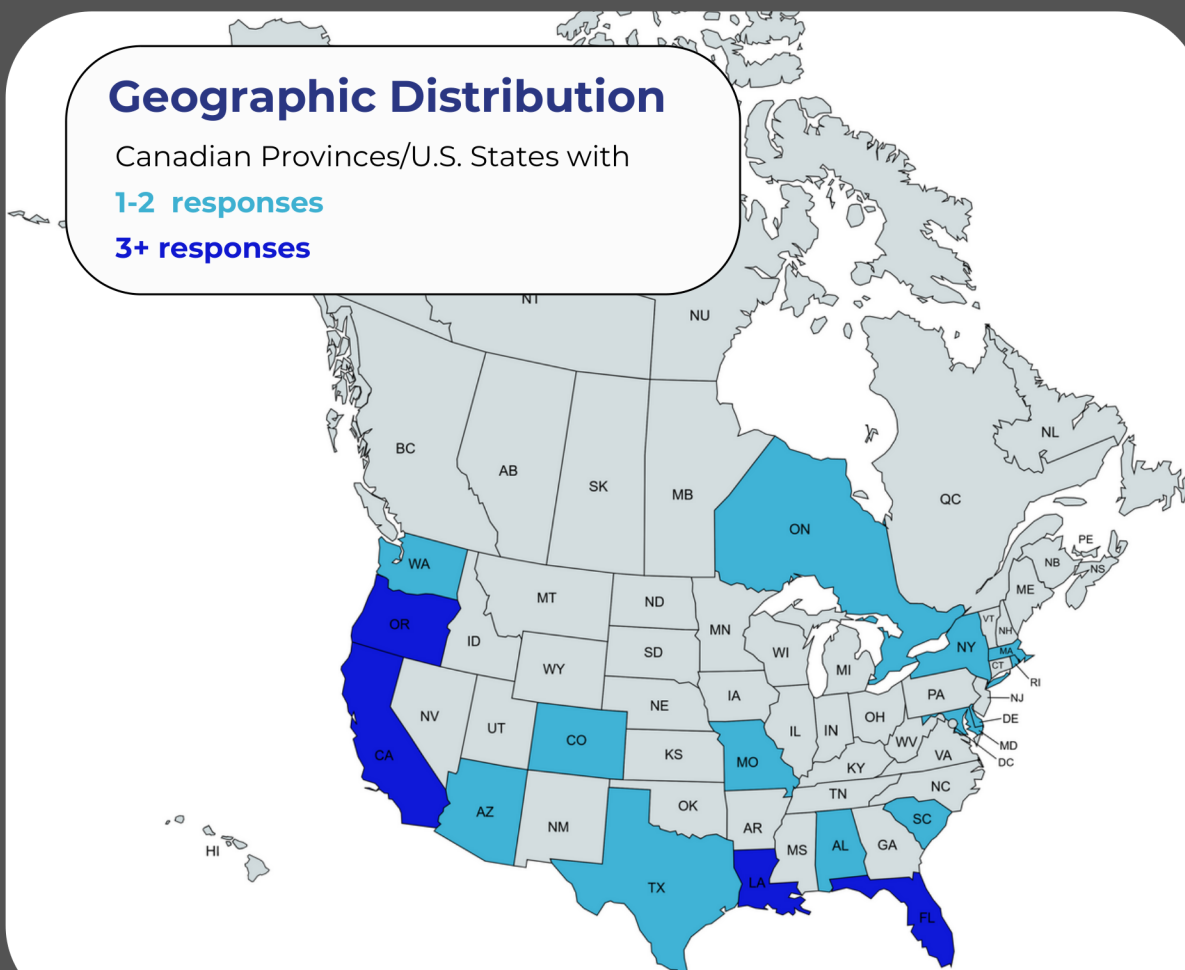 Geographic Distribution
Canadian Provinces/U.S. States with
1-2 responses
3+ responses
NT
NU
BC
AB
SK
MB
ON
QC
NL
PE
NB
NS
ME
WA
MT
ND
MN
VT
NH
OR
ID
SD
WI
MI
NY
MA
CT
RI
WY
IA
PA
NJ
NE
NV
UT
CO
KS
MO
IL
IN
OH
WV
VA
DE
MD
DC
CA
KY
AZ
NM
OK
AR
TN
NC
SC
MS
AL
GA
HI
TX
LA
FL